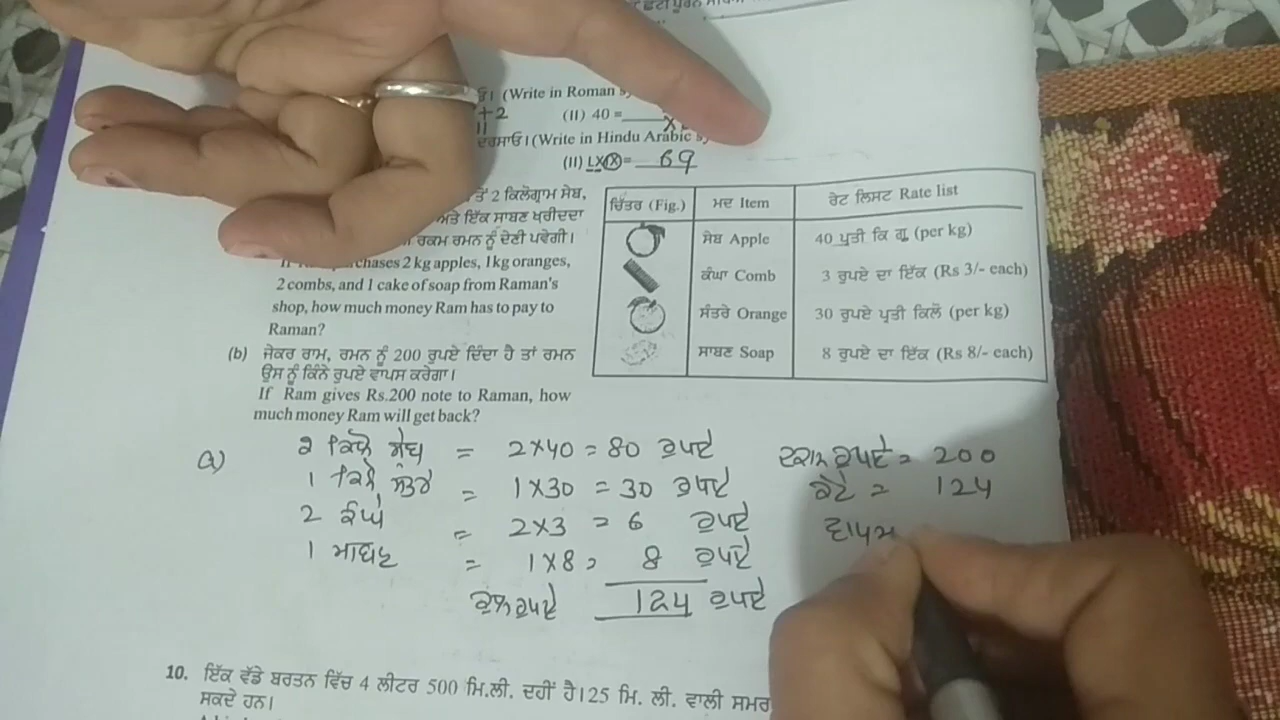 ਓ। (Write in Roman
+2 (II) 40 =
11
ਦਰਸਾਓ। (Write in Hindu Arabic
(II) LXIX = 69
ਤੋਂ 2 ਕਿਲੋਗ੍ਰਾਮ ਸੇਬ,
ਅਤੇ ਇੱਕ ਸਾਬਣ ਖਰੀਦਦਾ
ਰਕਮ ਰਮਨ ਨੂੰ ਦੇਣੀ ਪਵੇਗੀ।
2 kg apples, 1kg oranges,
2 combs, and 1 cake of soap from Raman's
shop, how much money Ram has to pay to
Raman?
ਚਿੱਤਰ (Fig.) ਮਦ Item ਰੇਟ ਲਿਸਟ Rate list
ਸੇਬ Apple 40 ਪ੍ਰਤੀ ਕਿ ਗ੍ਰ (per kg)
ਕੰਘਾ Comb 3 ਰੁਪਏ ਦਾ ਇੱਕ (Rs 3/- each)
ਸੰਤਰੇ Orange 30 ਰੁਪਏ ਪ੍ਰਤੀ ਕਿਲੋ (per kg)
ਸਾਬਣ Soap 8 ਰੁਪਏ ਦਾ ਇੱਕ (Rs 8/- each)
(b) ਜੇਕਰ ਰਾਮ, ਰਮਨ ਨੂੰ 200 ਰੁਪਏ ਦਿੰਦਾ ਹੈ ਤਾਂ ਰਮਨ
ਉਸ ਨੂੰ ਕਿੰਨੇ ਰੁਪਏ ਵਾਪਸ ਕਰੇਗਾ।
If Ram gives Rs.200 note to Raman, how
much money Ram will get back?
a) 2 ਕਿਲੋ ਸੇਬ = 2×40 = 80 ਰੁਪਏ
1 ਕਿਲੋ ਸੰਤਰੇ = 1×30 = 30 ਰੁਪਏ
2 ਕੰਘੇ = 2×3 = 6 ਰੁਪਏ
1 ਸਾਬਣ = 1×8 = 8 ਰੁਪਏ
ਕੁਲ ਰੁਪਏ 124 ਰੁਪਏ
ਰੁਪਏ = 200
= 124
ਵਾਪਸ
10. ਇੱਕ ਵੱਡੇ ਬਰਤਨ ਵਿੱਚ 4 ਲੀਟਰ 500 ਮਿ.ਲੀ. ਦਹੀਂ ਹੈ। 25 ਮਿ. ਲੀ. ਵਾਲੀ
ਸਕਦੇ ਹਨ।